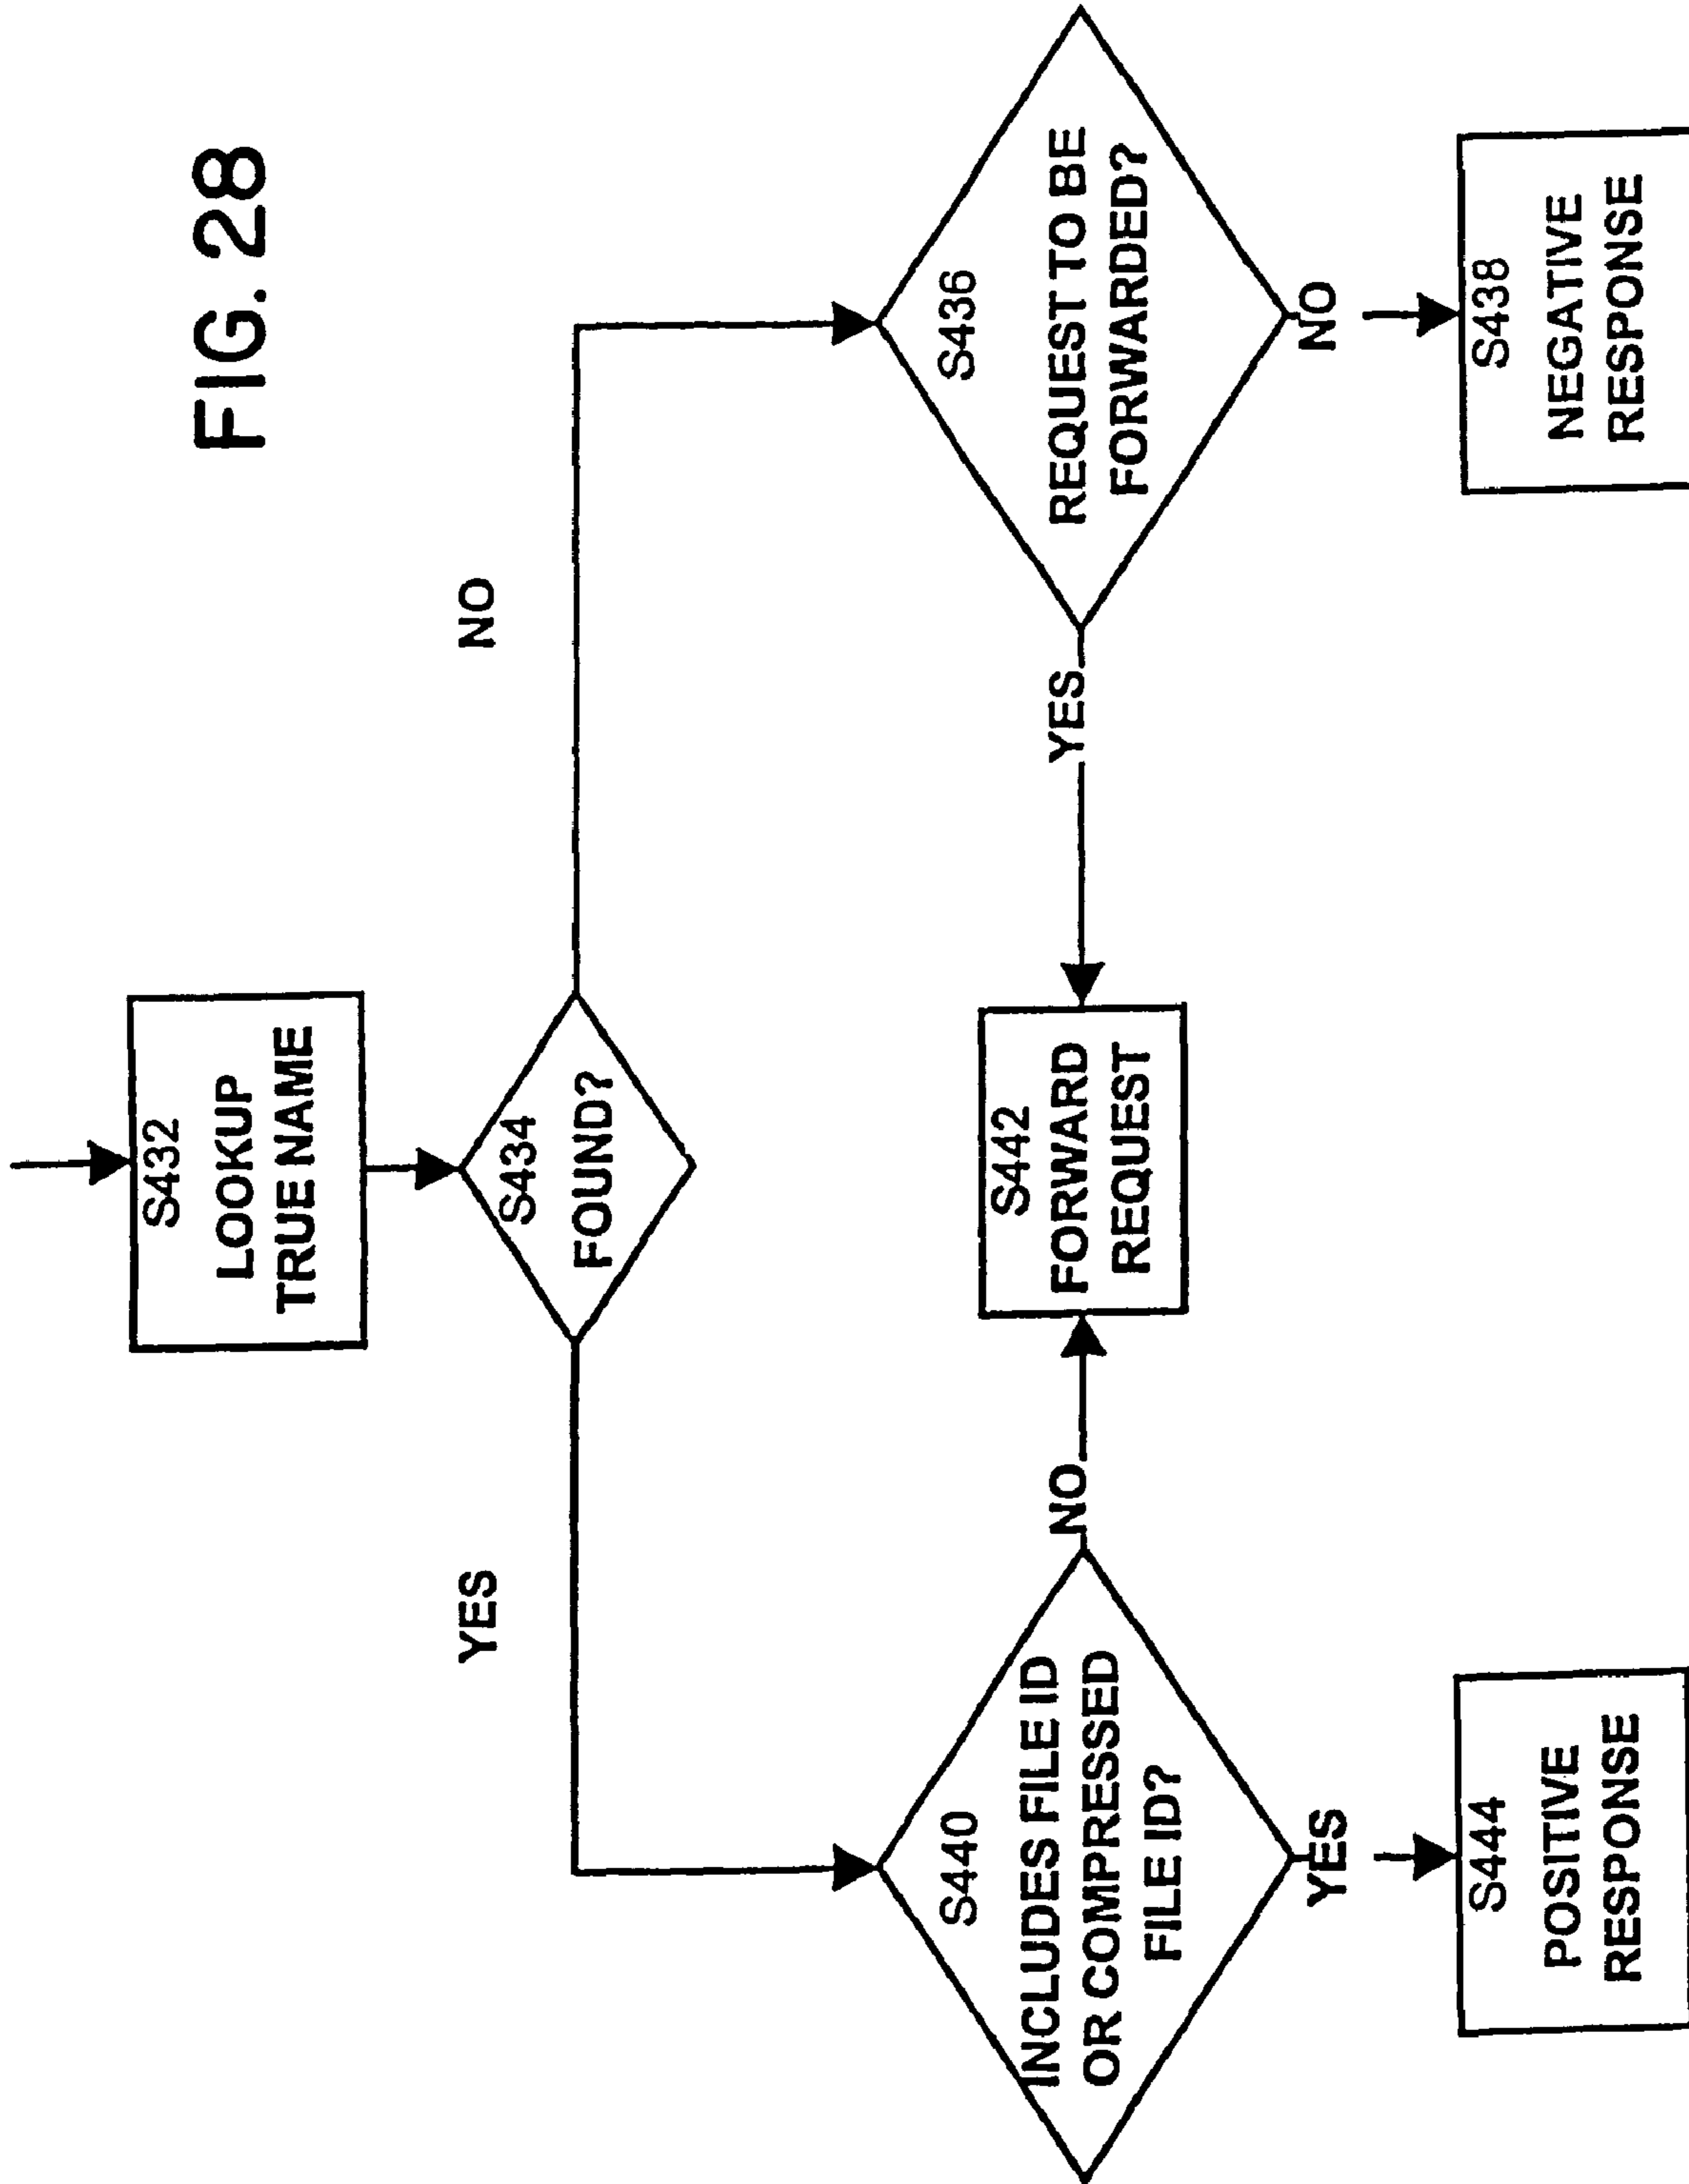 FIG. 28
S432
LOOKUP
TRUE NAME
S434
FOUND?
YES
NO
S440
INCLUDES FILE ID
OR COMPRESSED
FILE ID?
NO
YES
S442
FORWARD
REQUEST
YES
S436
REQUEST TO BE
FORWARDED?
NO
S444
POSITIVE
RESPONSE
S438
NEGATIVE
RESPONSE